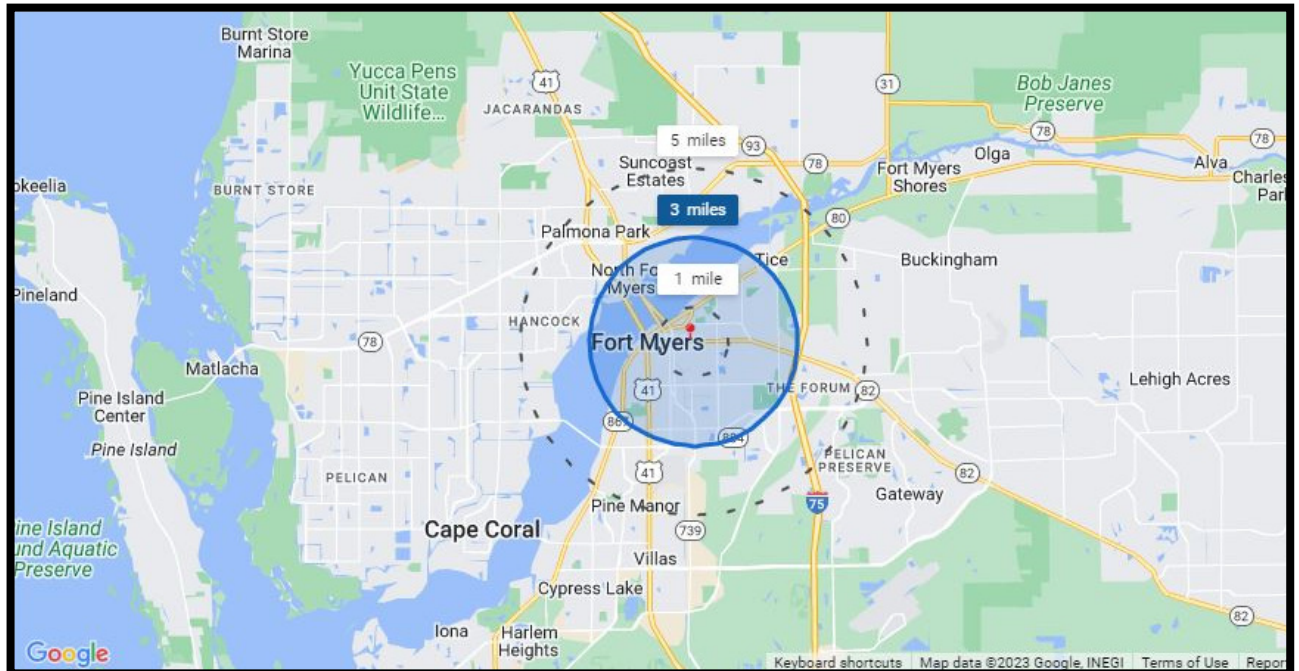 Burnt Store
Marina
Yucca Pens
Unit State
Wildlife...
41
JACARANDAS
31
Bob Janes
Preserve
5 miles
93
78
78
78
Olga
Alva
Suncoast
Estates
Fort Myers
Shores
Charles
Park
okeelia
BURNT STORE
3 miles
80
Palmona Park
Tice
Buckingham
North Fo
Myers
1 mile
Pineland
HANCOCK
78
Fort Myers
Matlacha
THE FORUM
82
Lehigh Acres
41
Pine Island
Center
867
884
Pine Island
PELICAN
PELICAN
PRESERVE
41
82
Gateway
75
Pine Manor
Cape Coral
739
ine Island
und Aquatic
Preserve
Villas
Cypress Lake
82
Iona
Harlem
Heights
Google
Keyboard shortcuts
Map data ©2023 Google, INEGI
Terms of Use
Repor